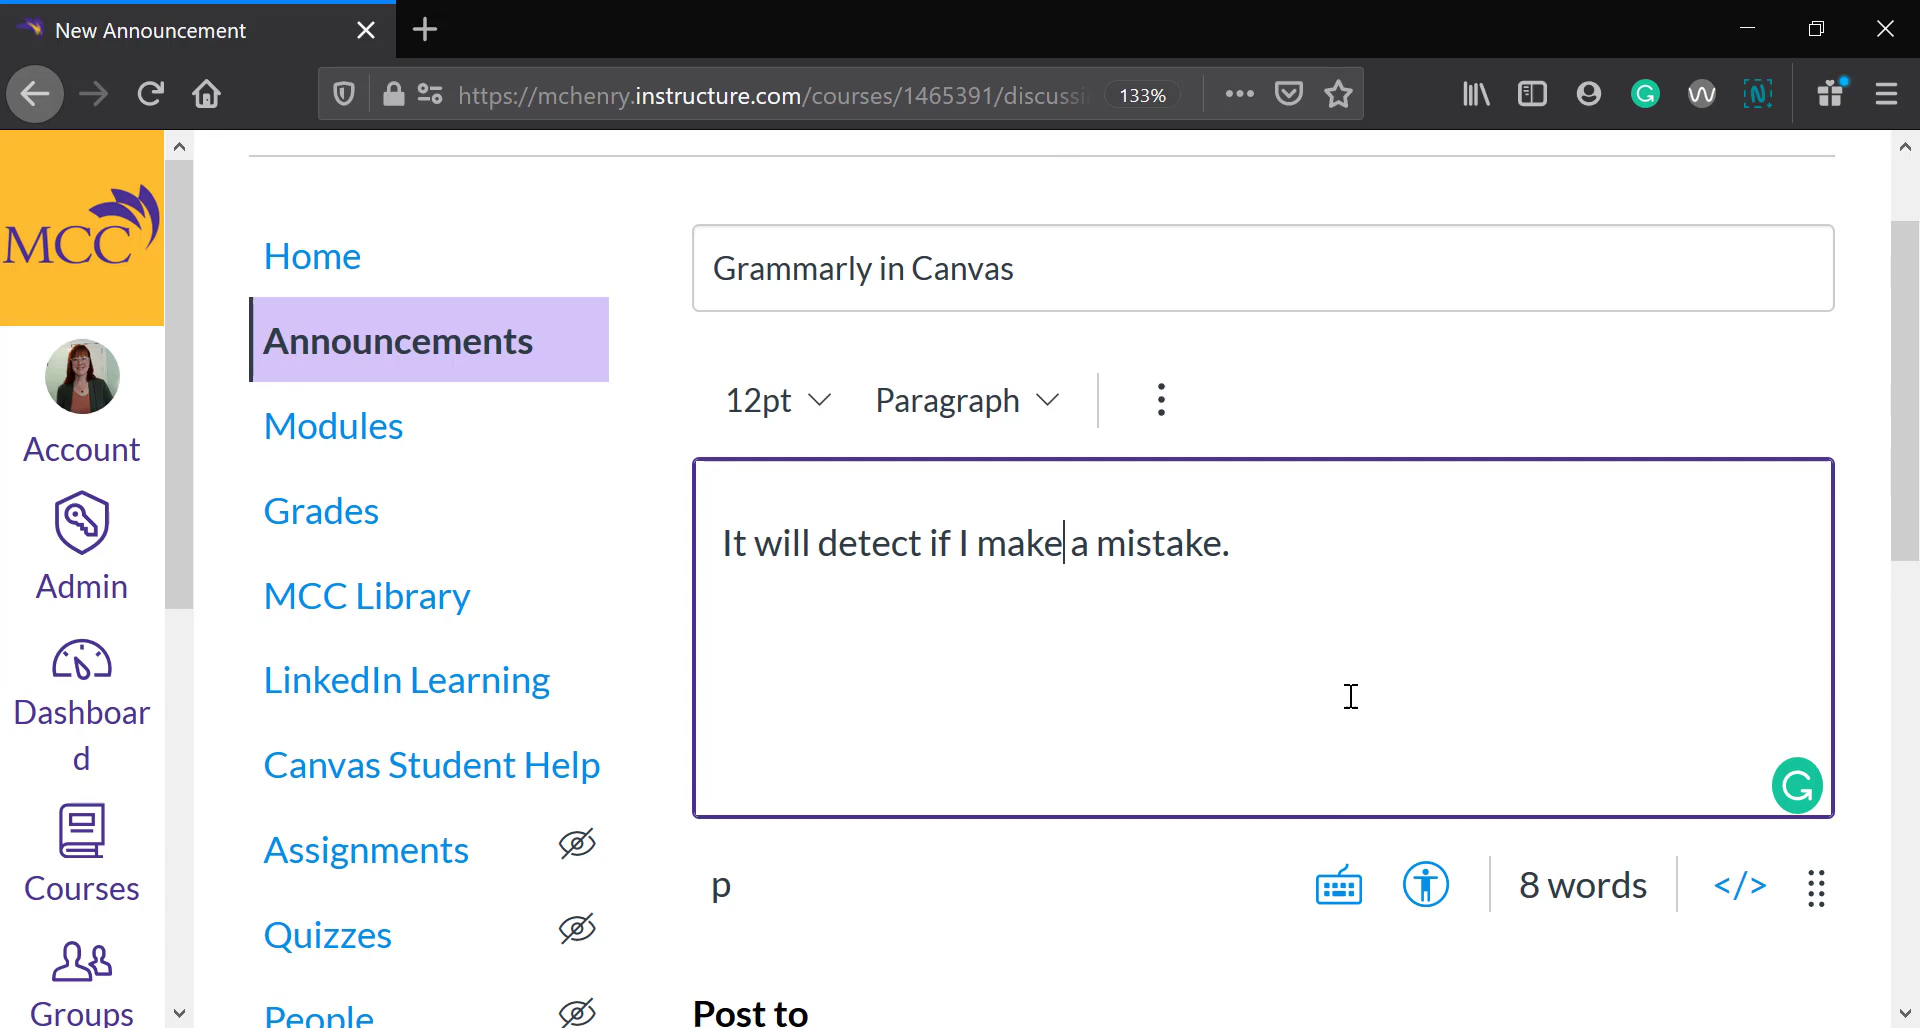 New Announcement
https://mchenry.instructure.com/courses/1465391/discussi
133%
MCC
Account
Admin
Dashboar
d
Courses
Groups
Home
Announcements
Modules
Grades
MCC Library
LinkedIn Learning
Canvas Student Help
Assignments
Quizzes
People
Grammarly in Canvas
12pt
Paragraph
It will detect if I make a mistake.
p
8 words
</>
Post to